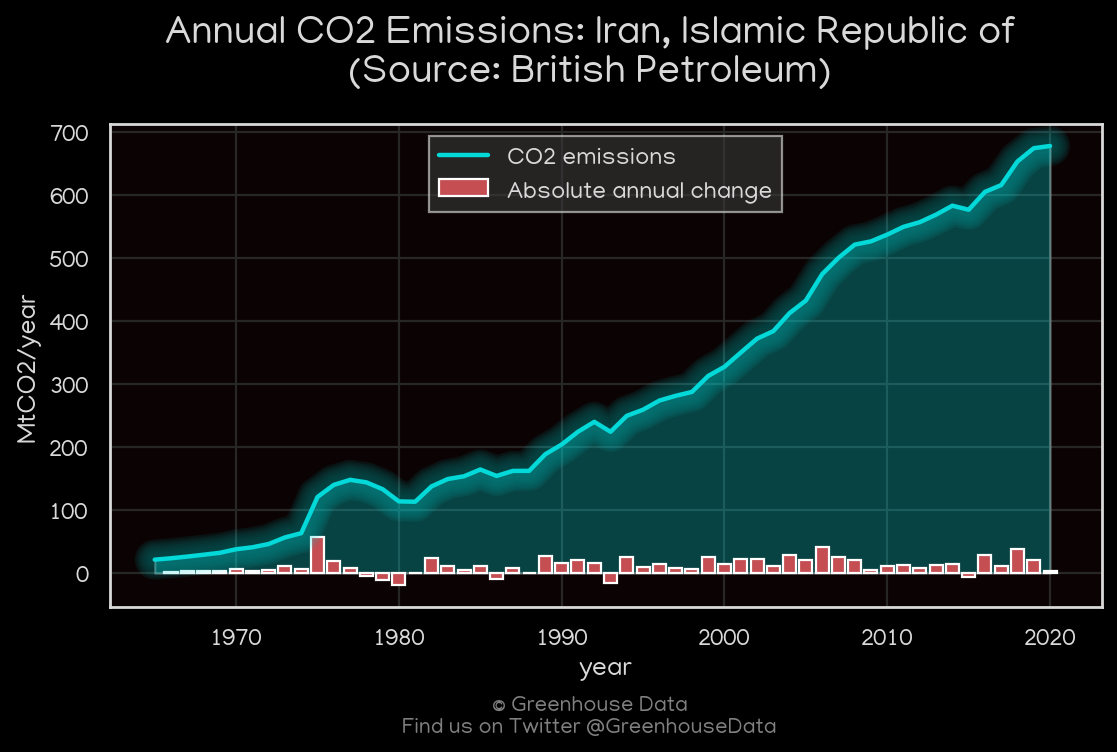 Annual CO2 Emissions: Iran, Islamic Republic of
(Source: British Petroleum)
700
CO2 emissions
Absolute annual change
600
500
400
300
200
100
0
MtCO2/year
1970 1980 1990 2000 2010 2020
year
© Greenhouse Data
Find us on Twitter @GreenhouseData